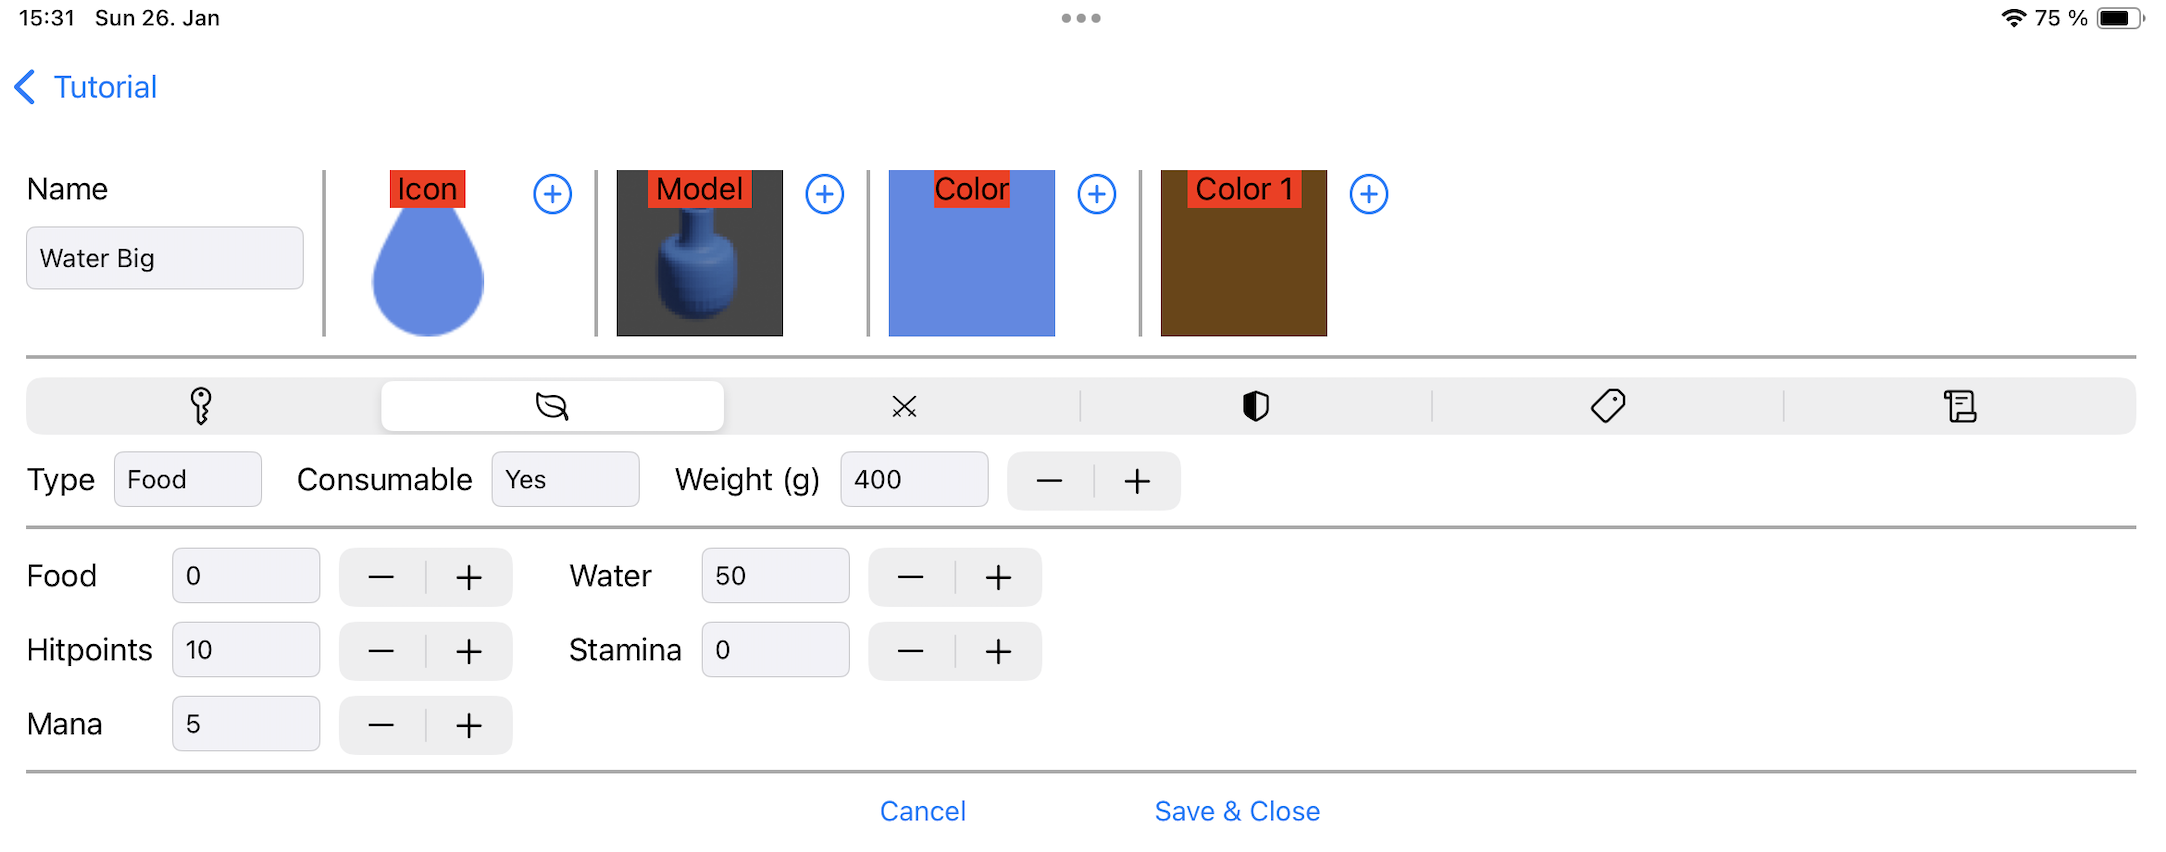 15:31 Sun 26. Jan 75 %
Tutorial
Name Icon Model Color Color 1
Water Big
Type Food Consumable Yes Weight (g) 400
Food 0 Water 50
Hitpoints 10 Stamina 0
Mana 5
Cancel Save & Close